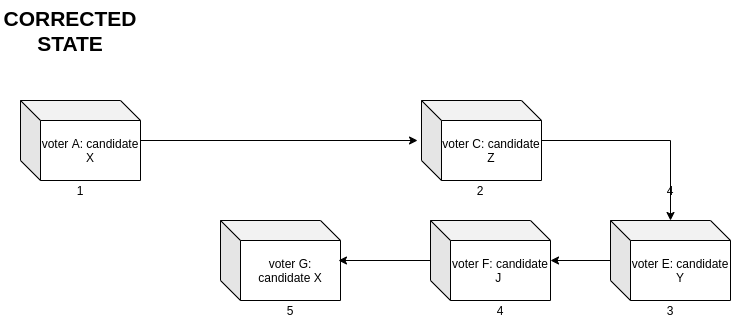 CORRECTED
STATE
voter A: candidate
X
1
voter C: candidate
Z
2
4
voter E: candidate
Y
3
voter F: candidate
J
4
voter G:
candidate X
5